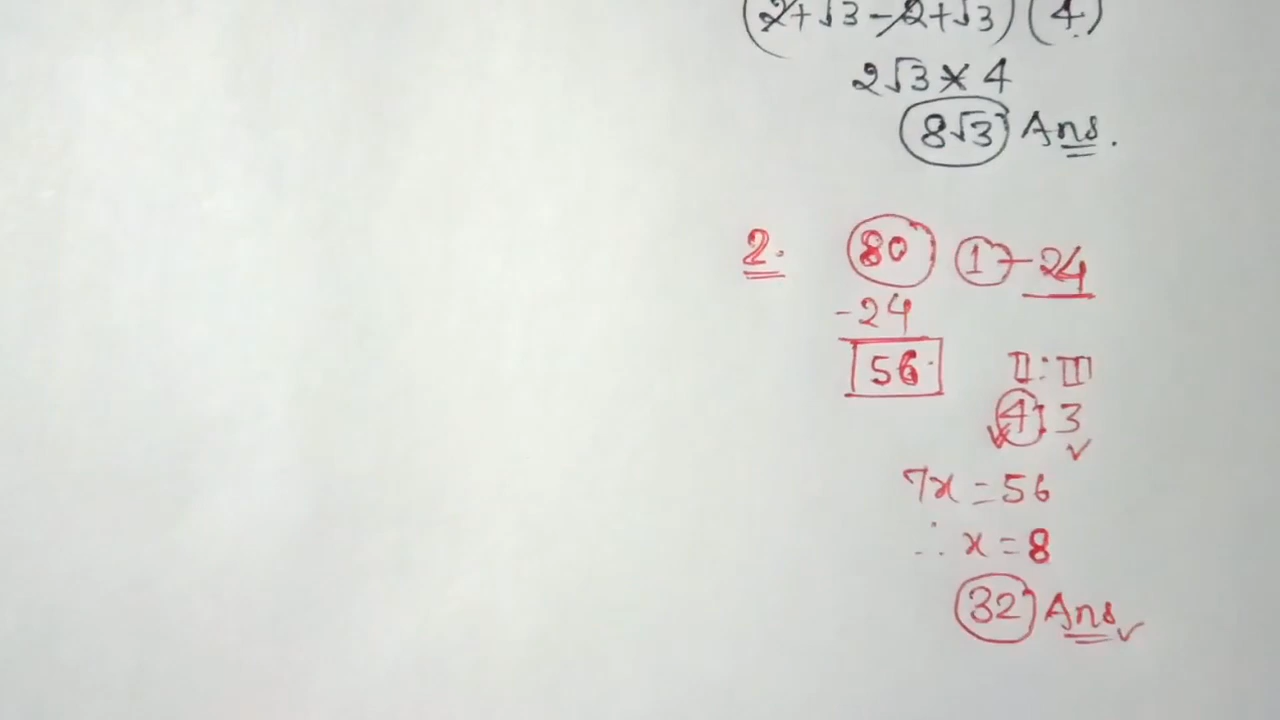 (2+√3-2+√3)(4)
2√3×4
8√3 Ans.
2. 80 1-24
-24
56 II:III
4:3
7x=56
∴ x=8
32 Ans